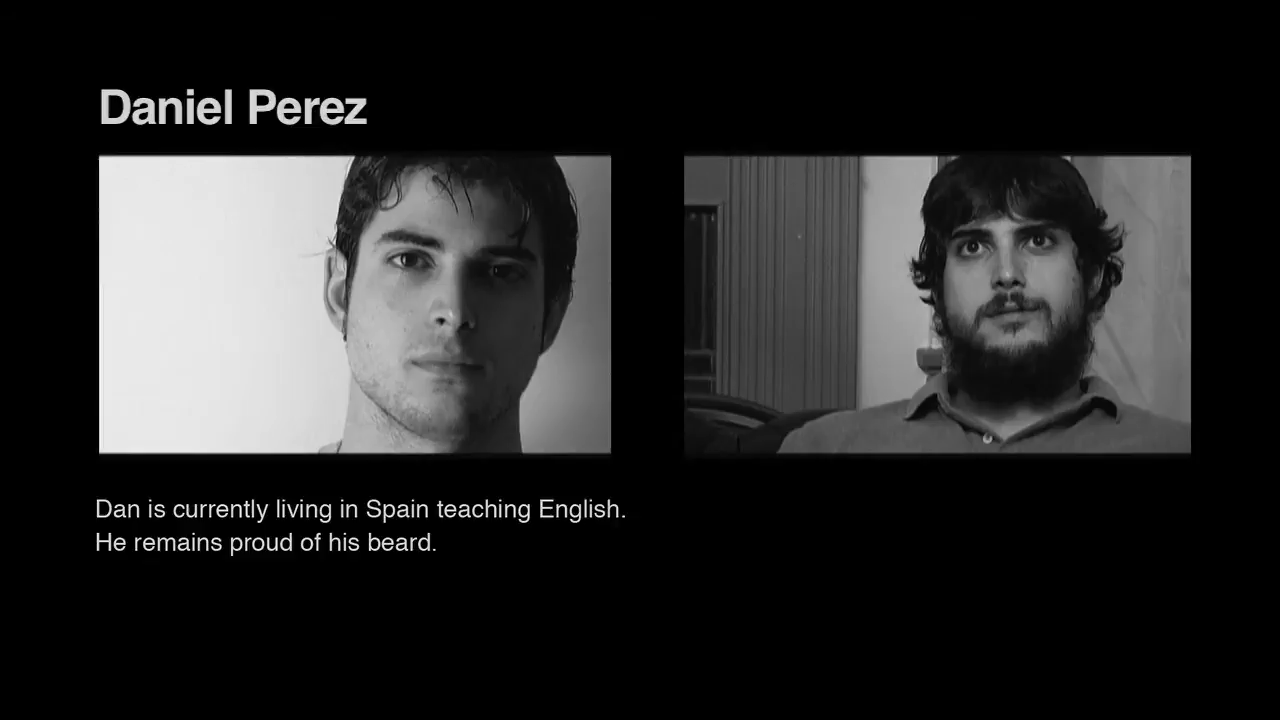 Daniel Perez
Dan is currently living in Spain teaching English.
He remains proud of his beard.